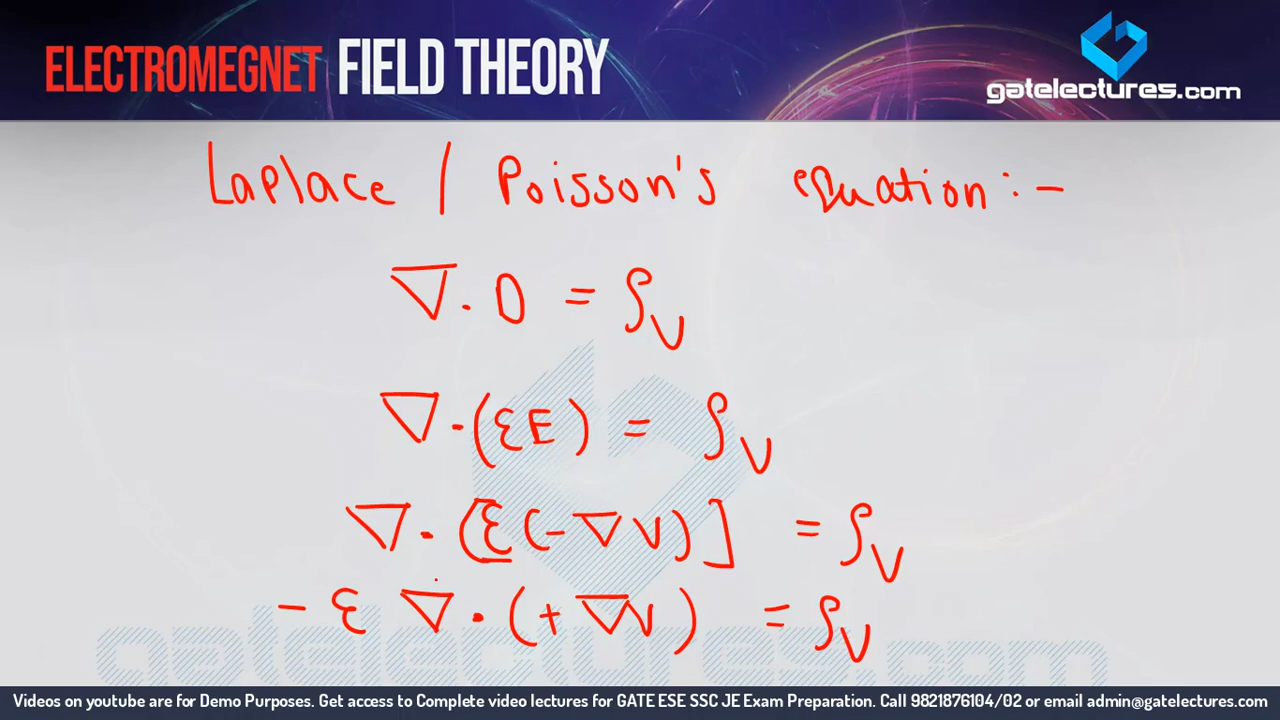 ELECTROMEGNET FIELD THEORY
gatelectures.com
Laplace / Poisson's equation:-
∇ . D = ρV
∇ . (εE) = ρV
∇ . [ε(-∇V)] = ρV
- ε ∇ . (+∇V) = ρV
gatelectures.com
Videos on youtube are for Demo Purposes. Get access to Complete video lectures for GATE ESE SSC JE Exam Preparation. Call 9821876104/02 or email admin@gatelectures.com